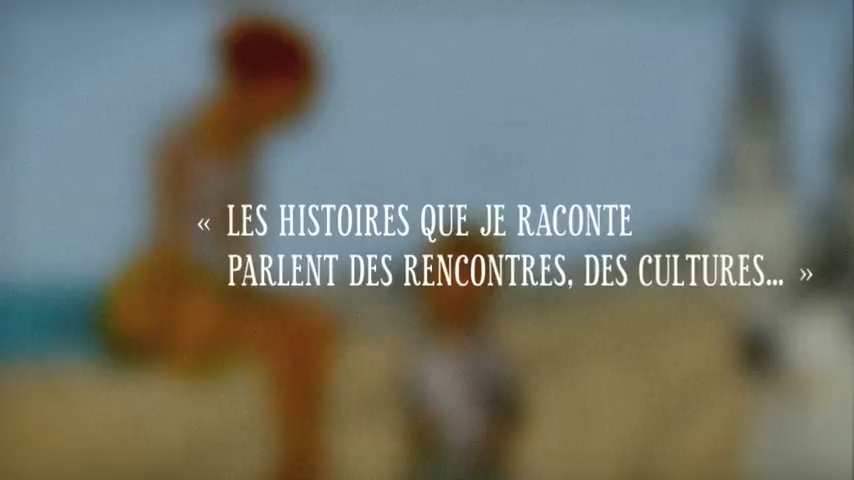 « LES HISTOIRES QUE JE RACONTE
PARLENT DES RENCONTRES, DES CULTURES... »